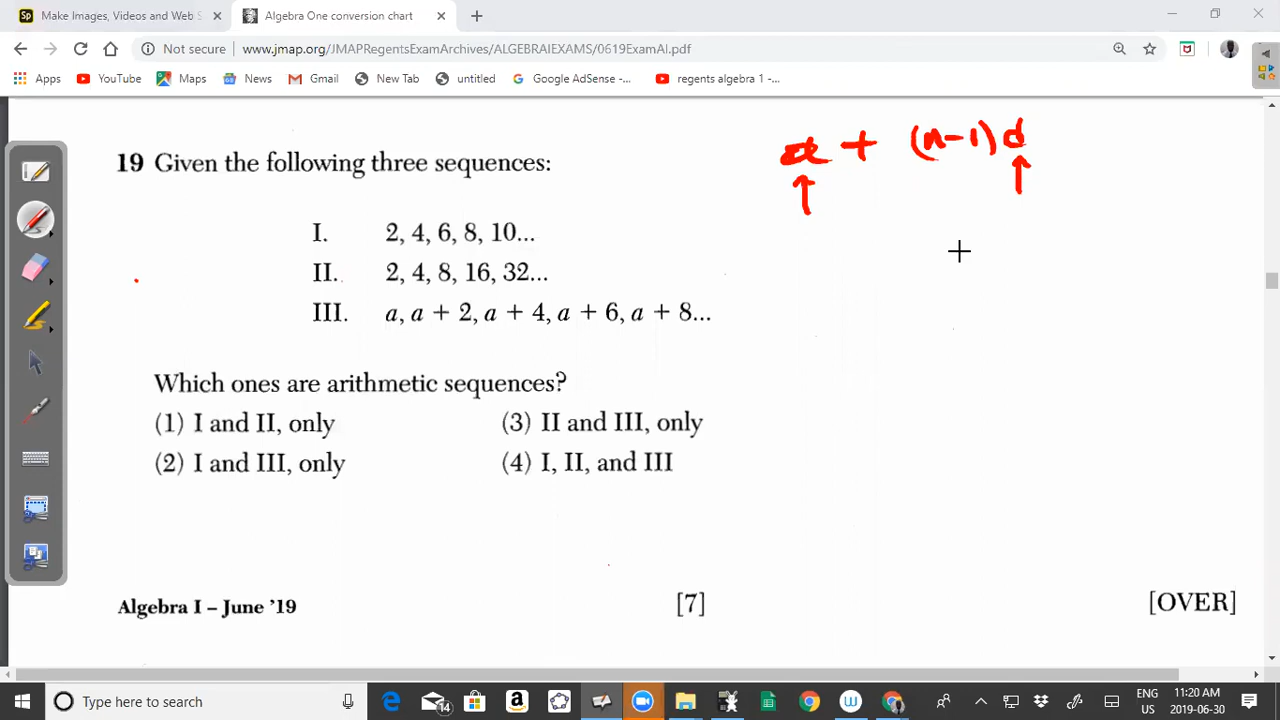 Make Images, Videos and Web S
Algebra One conversion chart
Not secure | www.jmap.org/JMAPRegentsExamArchives/ALGEBRAIEXAMS/0619ExamAI.pdf
Apps YouTube Maps News Gmail New Tab untitled Google AdSense -... regents algebra 1 -...
a + (n-1)d
19 Given the following three sequences:
I. 2, 4, 6, 8, 10...
II. 2, 4, 8, 16, 32...
III. a, a + 2, a + 4, a + 6, a + 8...
Which ones are arithmetic sequences?
(1) I and II, only (3) II and III, only
(2) I and III, only (4) I, II, and III
Algebra I – June ’19 [7] [OVER]
Type here to search
14
ENG 11:20 AM
US 2019-06-30